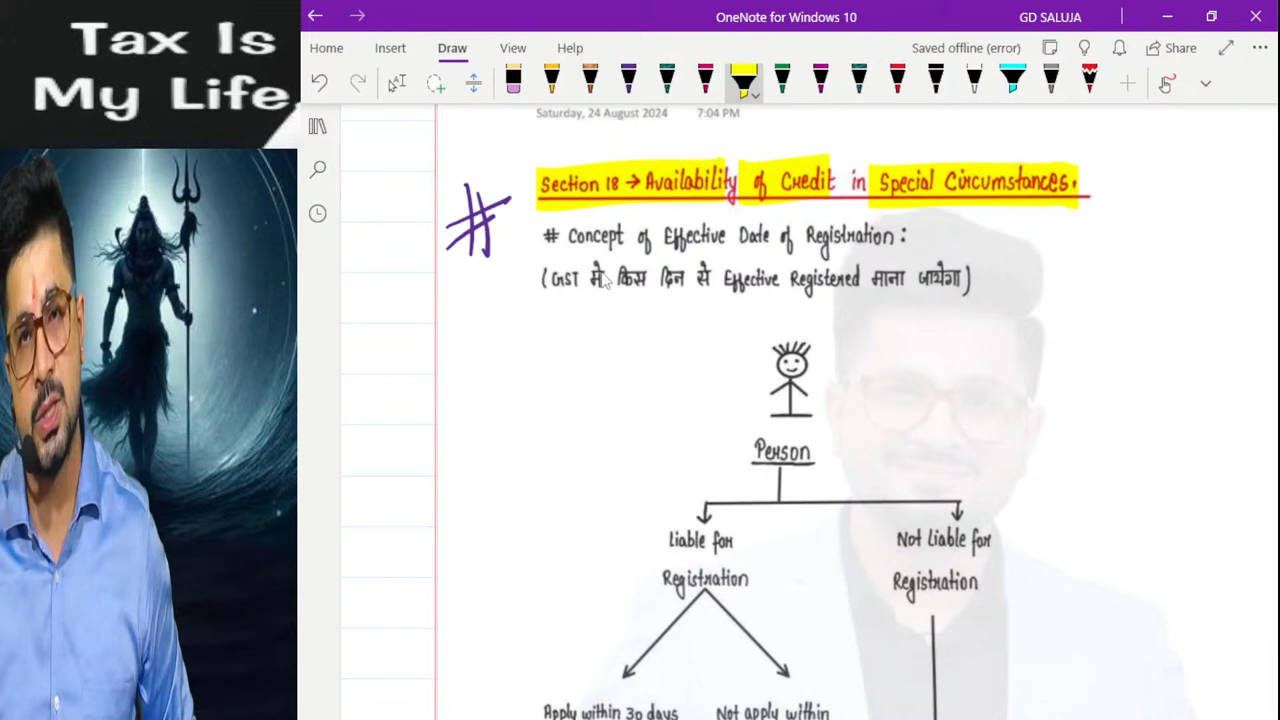 Tax Is
My Life
OneNote for Windows 10
GD SALUJA
Home Insert Draw View Help
Saved offline (error)
Share
Saturday, 24 August 2024 7:04 PM
Section 18 → Availability of Credit in Special Circumstances.
# Concept of Effective Date of Registration:
(GST मे किस दिन से Effective Registered माना जायेगा)
Person
Liable for
Registration
Not Liable for
Registration
Apply within 30 days
Not apply within